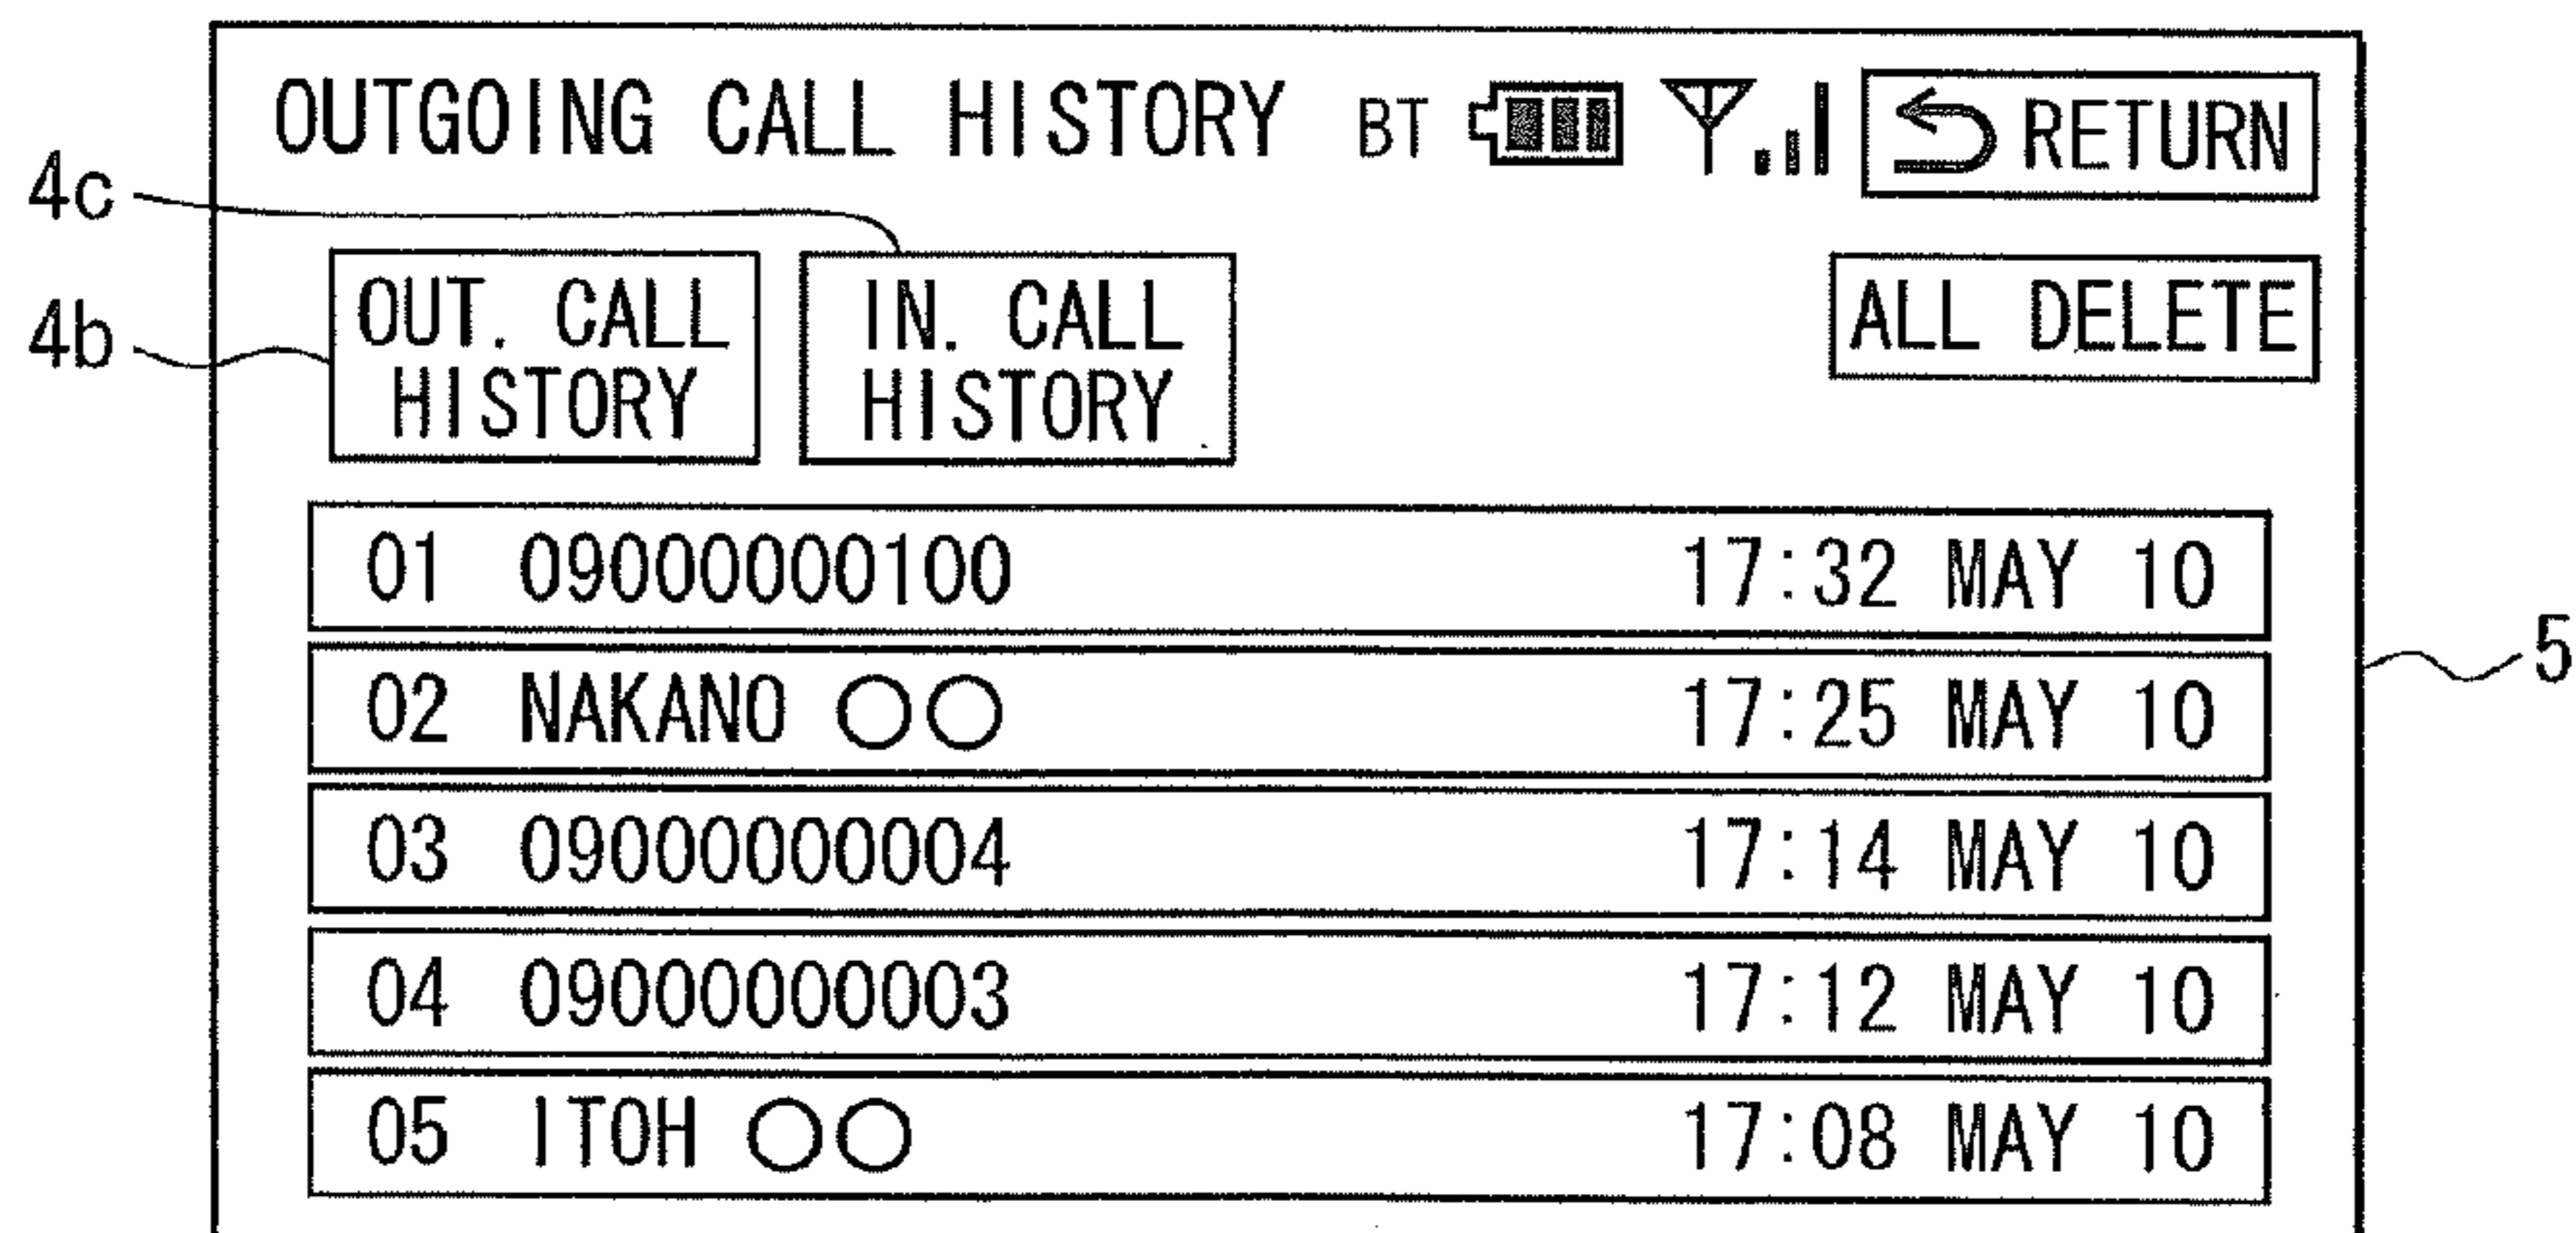 OUTGOING CALL HISTORY BT RETURN
4c
OUT. CALL HISTORY
IN. CALL HISTORY
ALL DELETE
4b
01 09000000100 17:32 MAY 10
02 NAKANO ○○ 17:25 MAY 10
5
03 09000000004 17:14 MAY 10
04 09000000003 17:12 MAY 10
05 ITOH ○○ 17:08 MAY 10